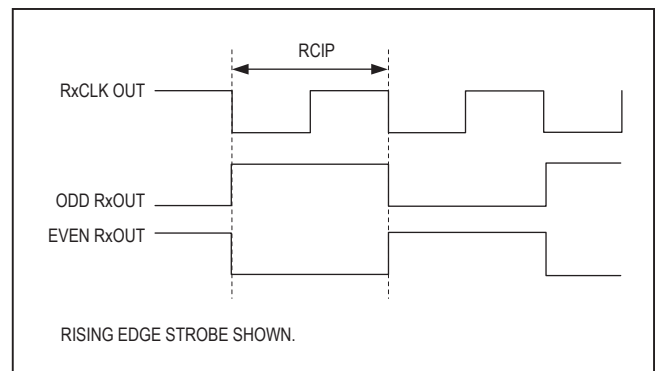 RCIP
RxCLK OUT
ODD RxOUT
EVEN RxOUT
RISING EDGE STROBE SHOWN.